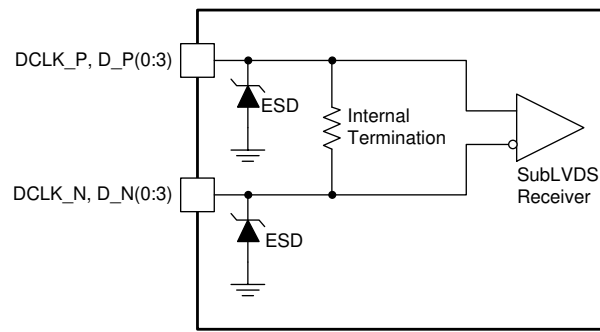 DCLK_P, D_P(0:3)
ESD
Internal
Termination
SubLVDS
Receiver
DCLK_N, D_N(0:3)
ESD